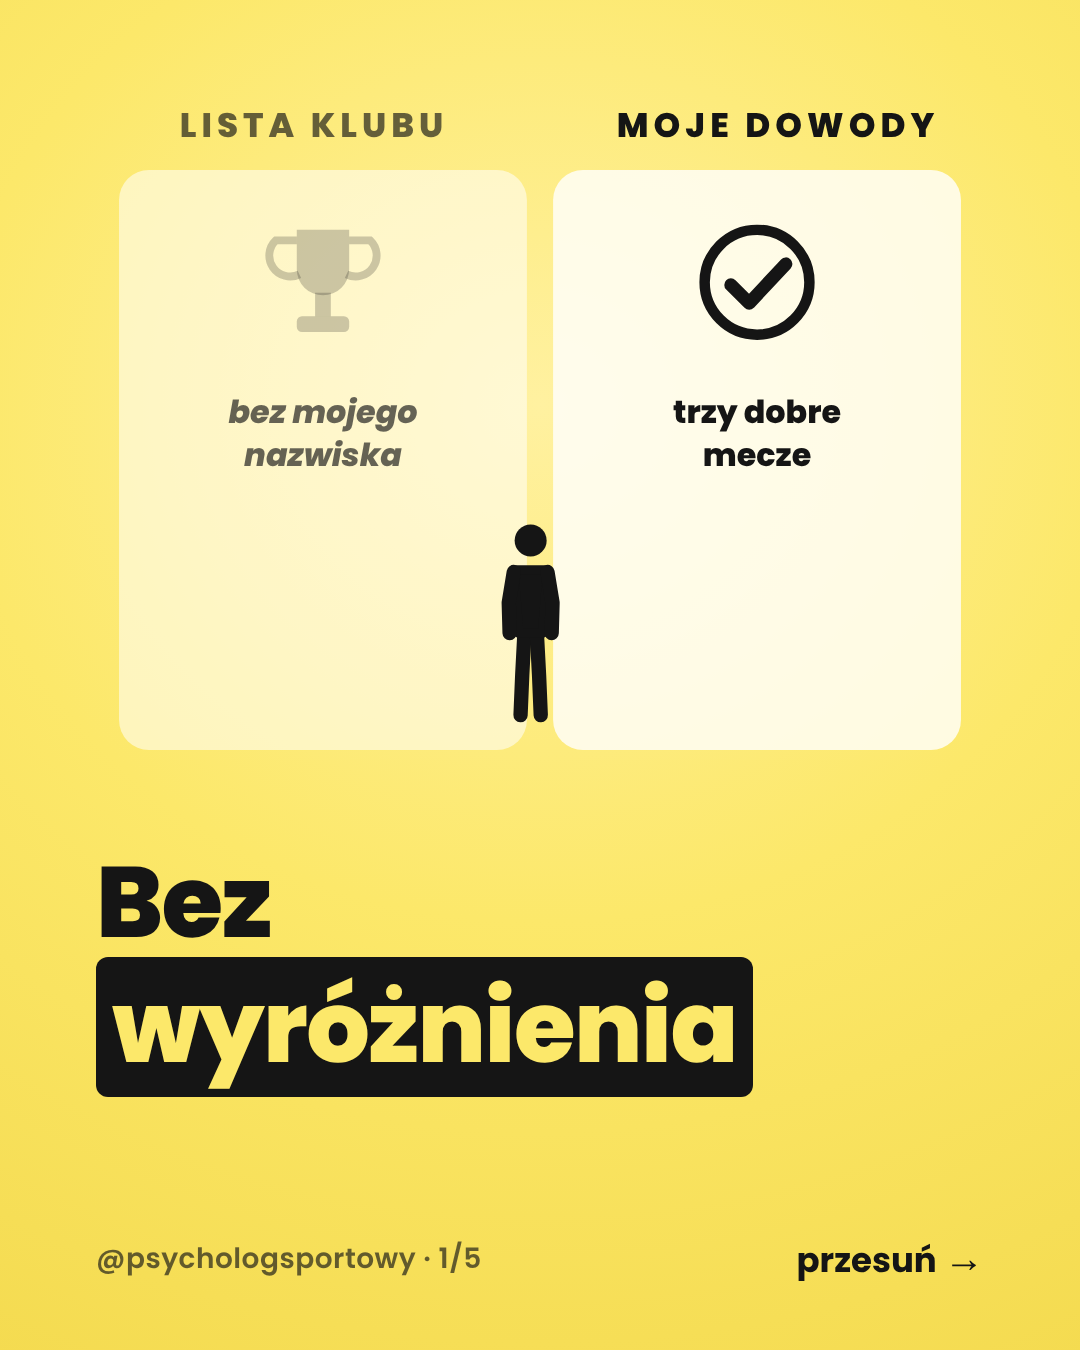 LISTA KLUBU
MOJE DOWODY
bez mojego
nazwiska
trzy dobre
mecze
Bez
wyróżnienia
@psychologsportowy · 1/5
przesuń →